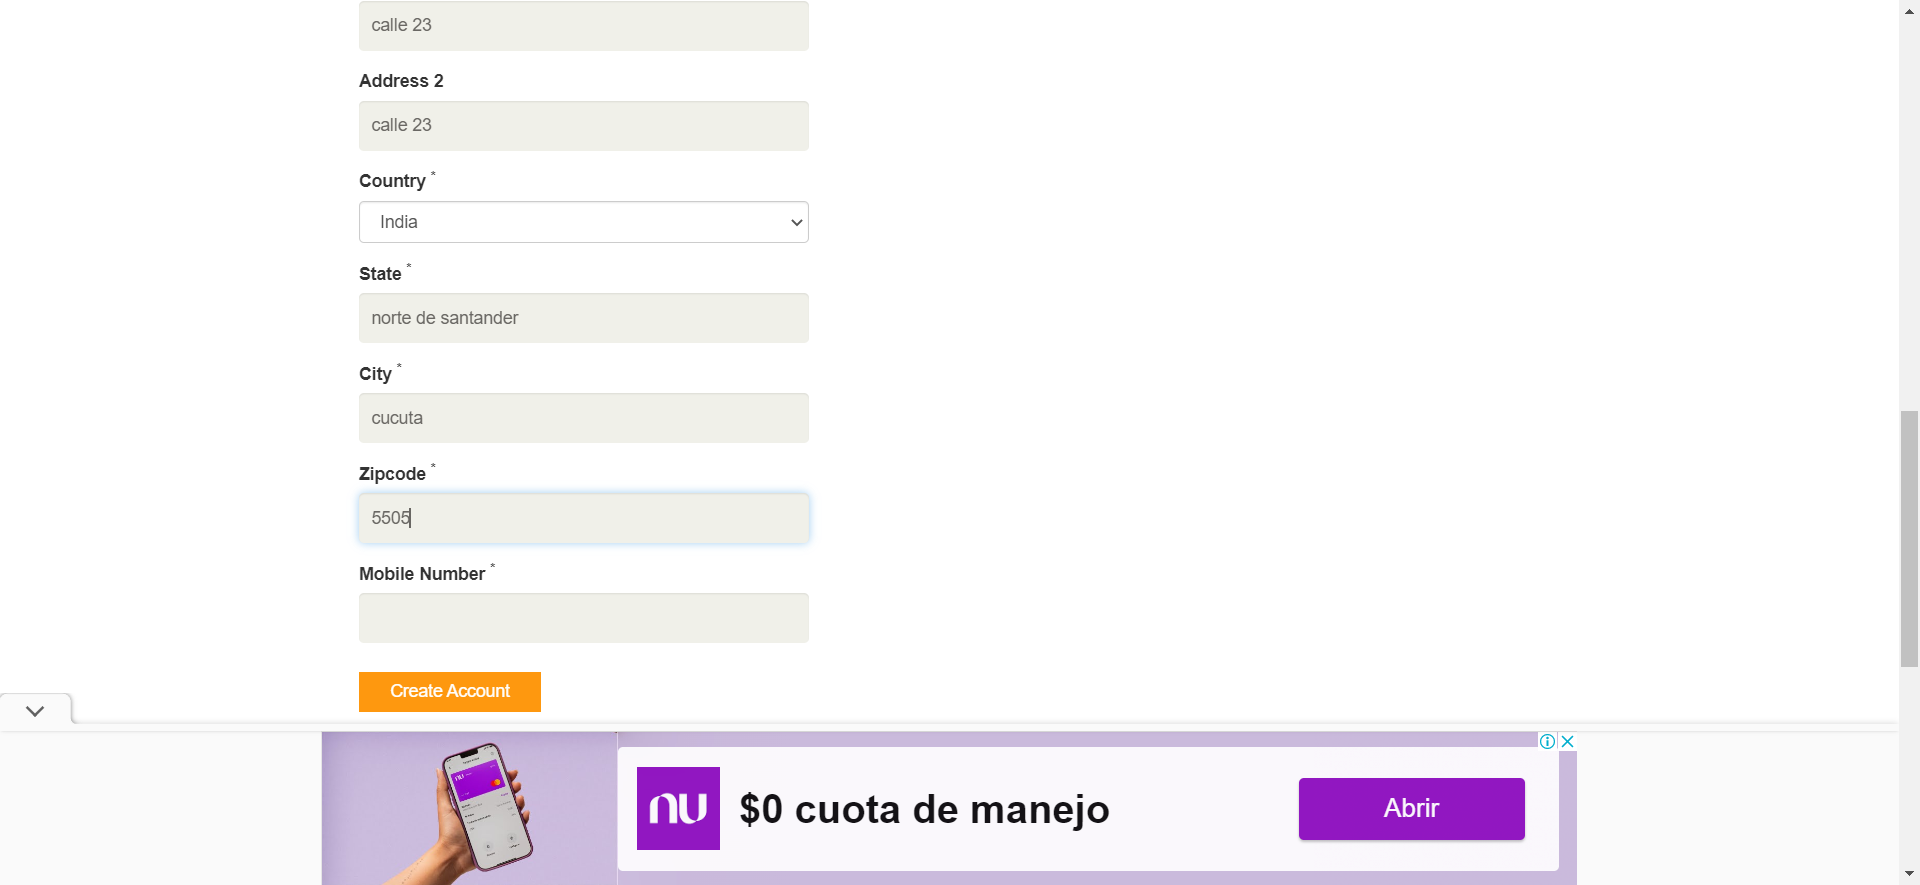 calle 23
Address 2
calle 23
Country *
India
State *
norte de santander
City *
cucuta
Zipcode *
5505
Mobile Number *
Create Account
nu
nu
$0 cuota de manejo
Abrir